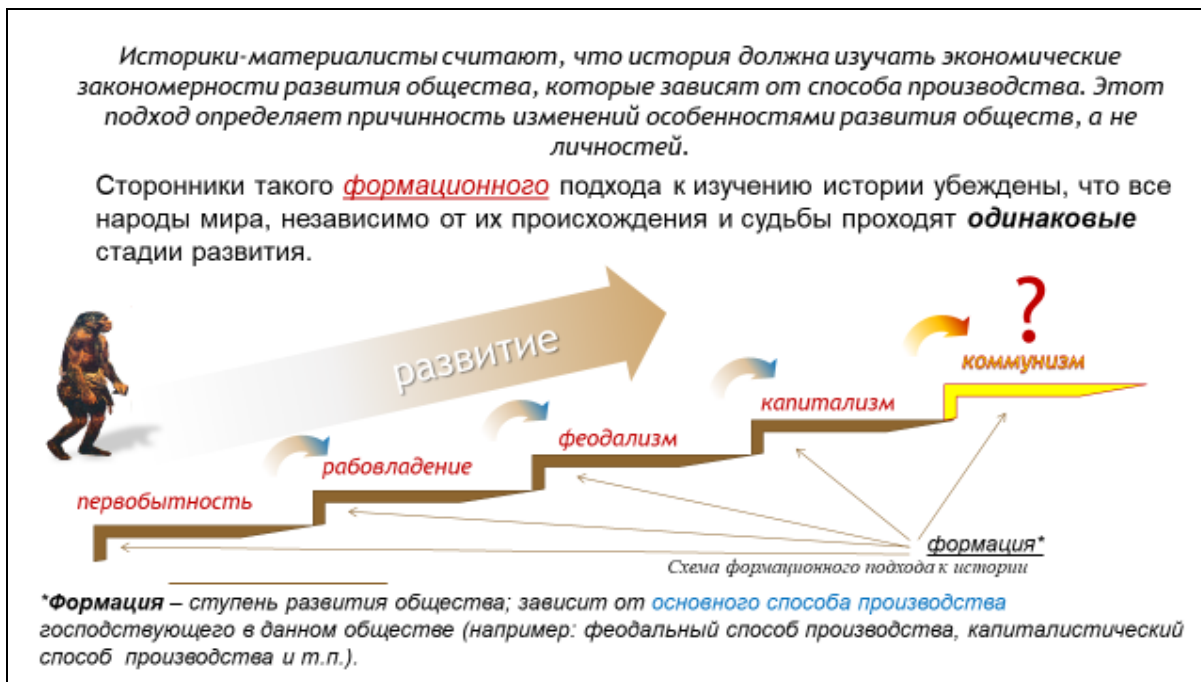 Историки-материалисты считают, что история должна изучать экономические
закономерности развития общества, которые зависят от способа производства. Этот
подход определяет причинность изменений особенностями развития обществ, а не
личностей.
Сторонники такого формационного подхода к изучению истории убеждены, что все
народы мира, независимо от их происхождения и судьбы проходят одинаковые
стадии развития.
?
развитие
коммунизм
капитализм
феодализм
рабовладение
первобытность
формация*
Схема формационного подхода к истории
*Формация – ступень развития общества; зависит от основного способа производства
господствующего в данном обществе (например: феодальный способ производства, капиталистический
способ производства и т.п.).